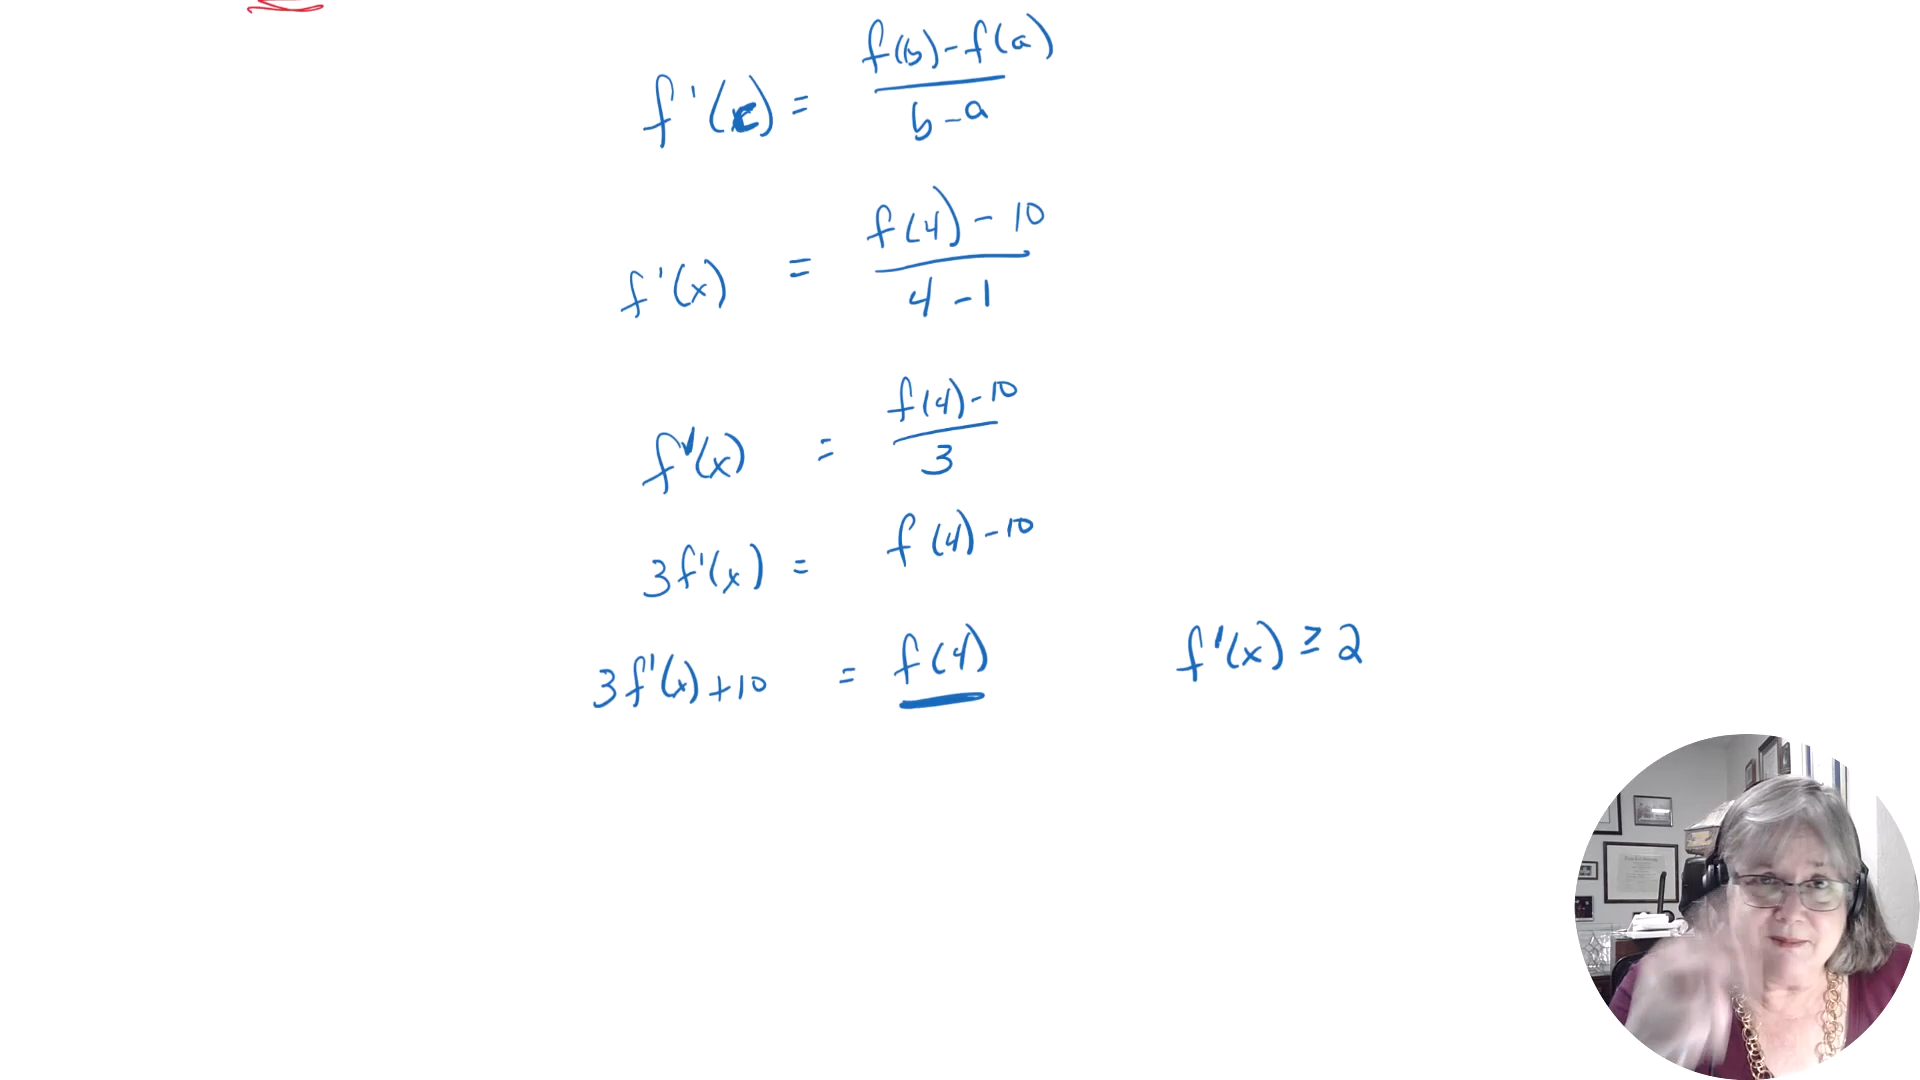 f'(c) = f(b)-f(a) / b-a
f'(x) = f(4) - 10 / 4 - 1
f'(x) = f(4) - 10 / 3
3f'(x) = f(4) - 10
3f'(x) + 10 = f(4)
f'(x) ≥ 2